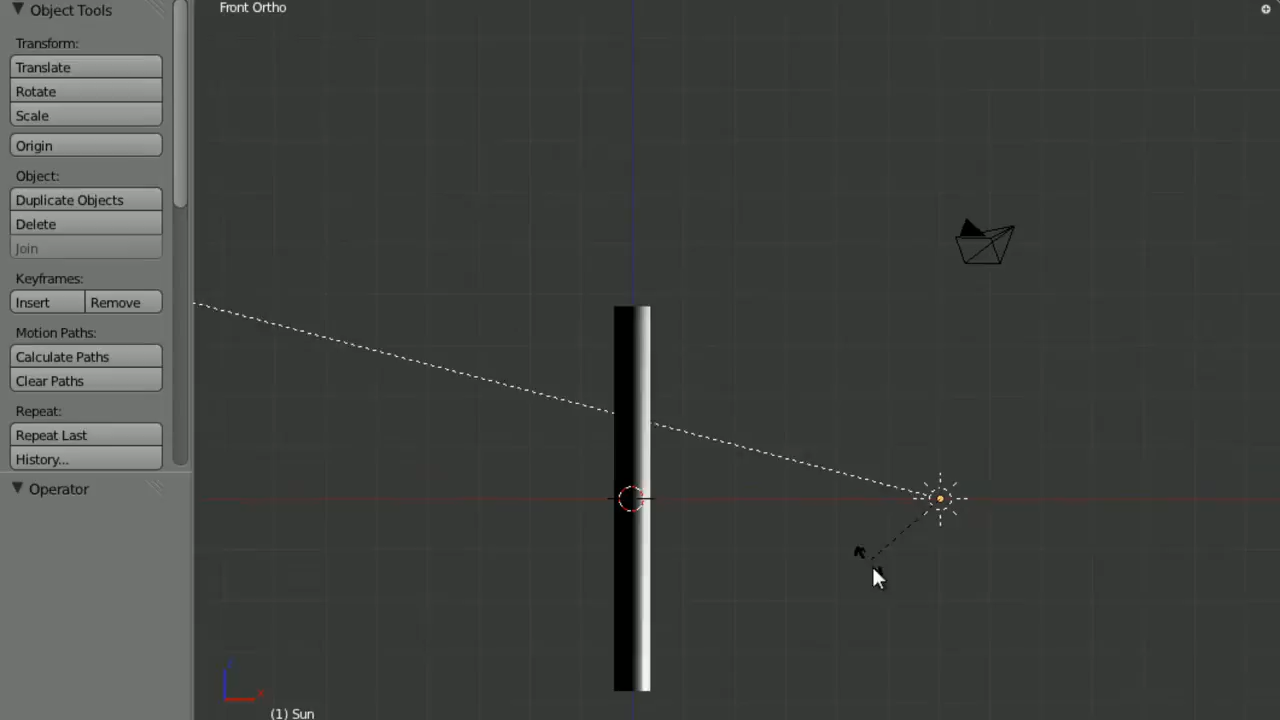 Object Tools
Front Ortho
Transform:
Translate
Rotate
Scale
Origin
Object:
Duplicate Objects
Delete
Join
Keyframes:
Insert Remove
Motion Paths:
Calculate Paths
Clear Paths
Repeat:
Repeat Last
History...
Operator
(1) Sun